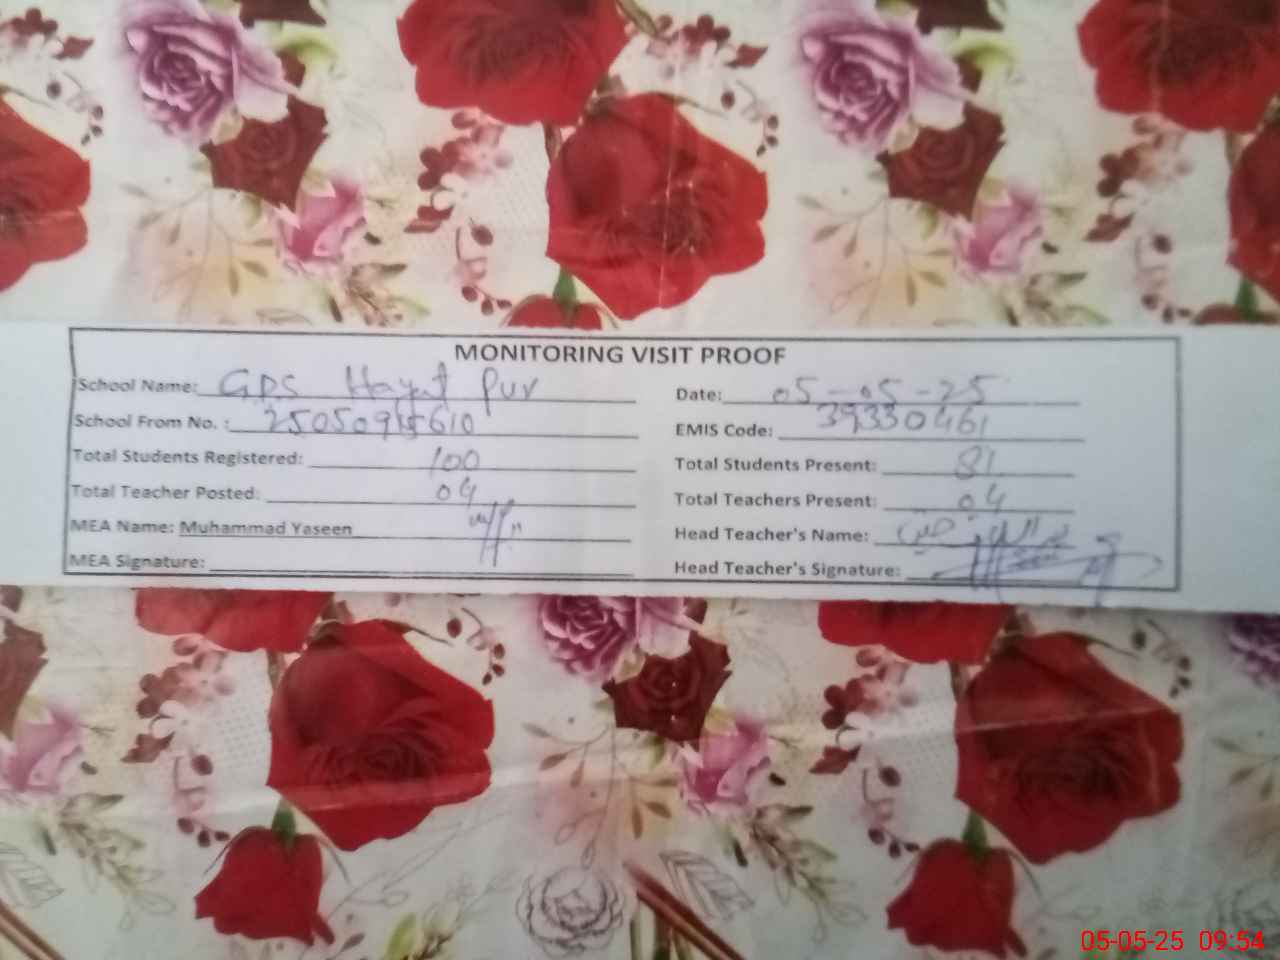 MONITORING VISIT PROOF
School Name: GPS Hayat Pur
Date: 05-05-25
School From No. : 2505095610
EMIS Code: 39330461
Total Students Registered: 100
Total Students Present: 81
Total Teacher Posted: 04
Total Teachers Present: 04
MEA Name: Muhammad Yaseen
Head Teacher's Name:
MEA Signature:
Head Teacher's Signature:
05-05-25 09:54